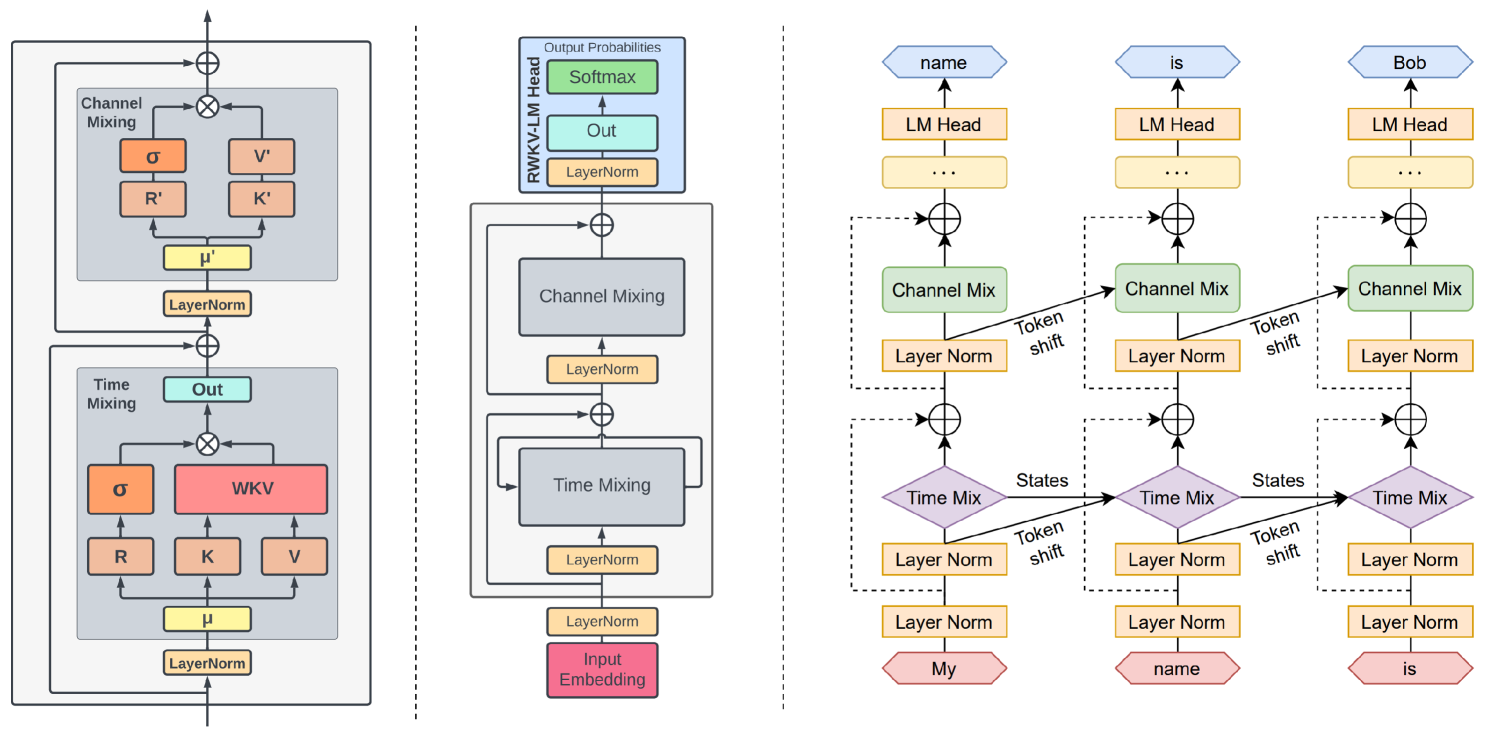 Channel
Mixing
σ
V'
R'
K'
μ'
LayerNorm
Time
Mixing
Out
σ
WKV
R
K
V
μ
LayerNorm
RWKV-LM Head
Output Probabilities
Softmax
Out
LayerNorm
Channel Mixing
LayerNorm
Time Mixing
LayerNorm
LayerNorm
Input
Embedding
name
is
Bob
LM Head
LM Head
LM Head
...
...
...
Channel Mix
Channel Mix
Channel Mix
Token
shift
Token
shift
Layer Norm
Layer Norm
Layer Norm
Time Mix
States
Time Mix
States
Time Mix
Token
shift
Token
shift
Layer Norm
Layer Norm
Layer Norm
Layer Norm
Layer Norm
Layer Norm
My
name
is